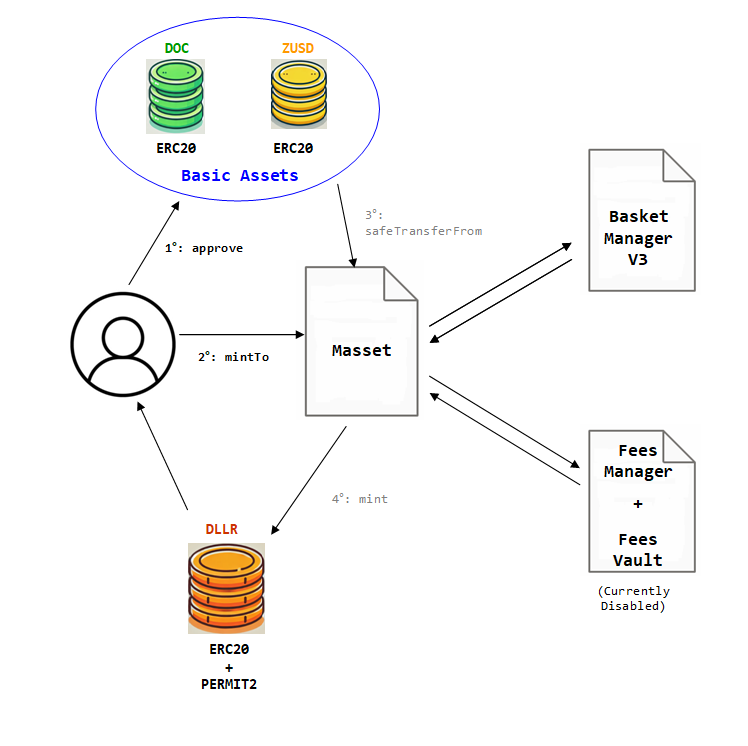 DOC
ZUSD
ERC20
ERC20
Basic Assets
3°:
safeTransferFrom
1°: approve
Basket
Manager
V3
2°: mintTo
Masset
4°: mint
DLLR
Fees
Manager
+
Fees
Vault
(Currently
Disabled)
ERC20
+
PERMIT2